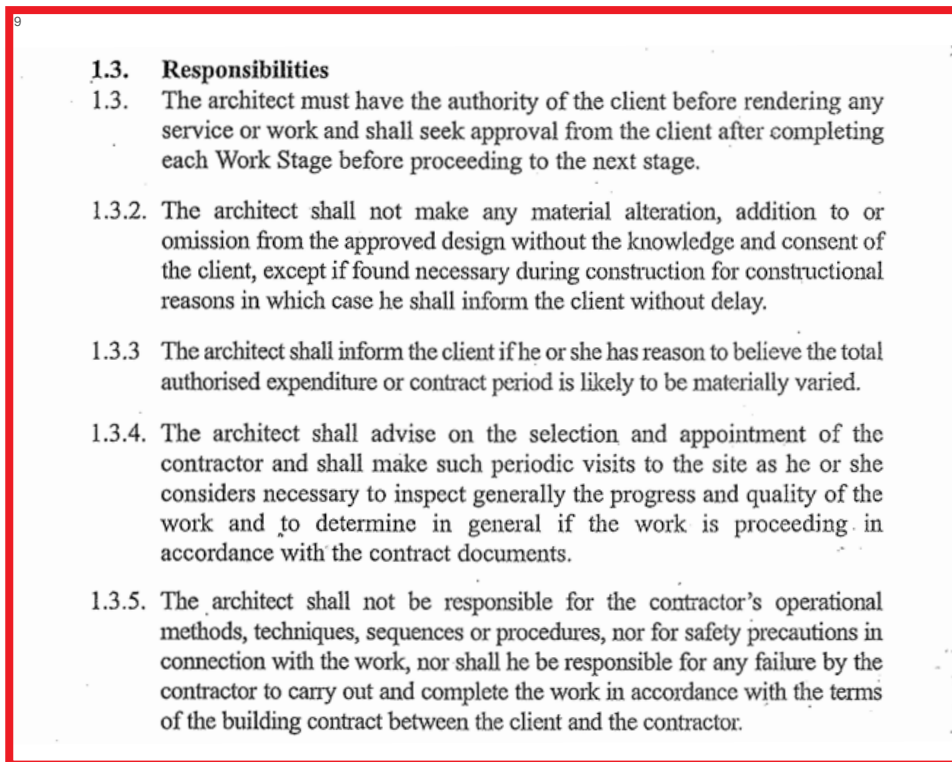 9
1.3. Responsibilities
1.3. The architect must have the authority of the client before rendering any
service or work and shall seek approval from the client after completing
each Work Stage before proceeding to the next stage.
1.3.2. The architect shall not make any material alteration, addition to or
omission from the approved design without the knowledge and consent of
the client, except if found necessary during construction for constructional
reasons in which case he shall inform the client without delay.
1.3.3 The architect shall inform the client if he or she has reason to believe the total
authorised expenditure or contract period is likely to be materially varied.
1.3.4. The architect shall advise on the selection and appointment of the
contractor and shall make such periodic visits to the site as he or she
considers necessary to inspect generally the progress and quality of the
work and to determine in general if the work is proceeding in
accordance with the contract documents.
1.3.5. The architect shall not be responsible for the contractor's operational
methods, techniques, sequences or procedures, nor for safety precautions in
connection with the work, nor shall he be responsible for any failure by the
contractor to carry out and complete the work in accordance with the terms
of the building contract between the client and the contractor.